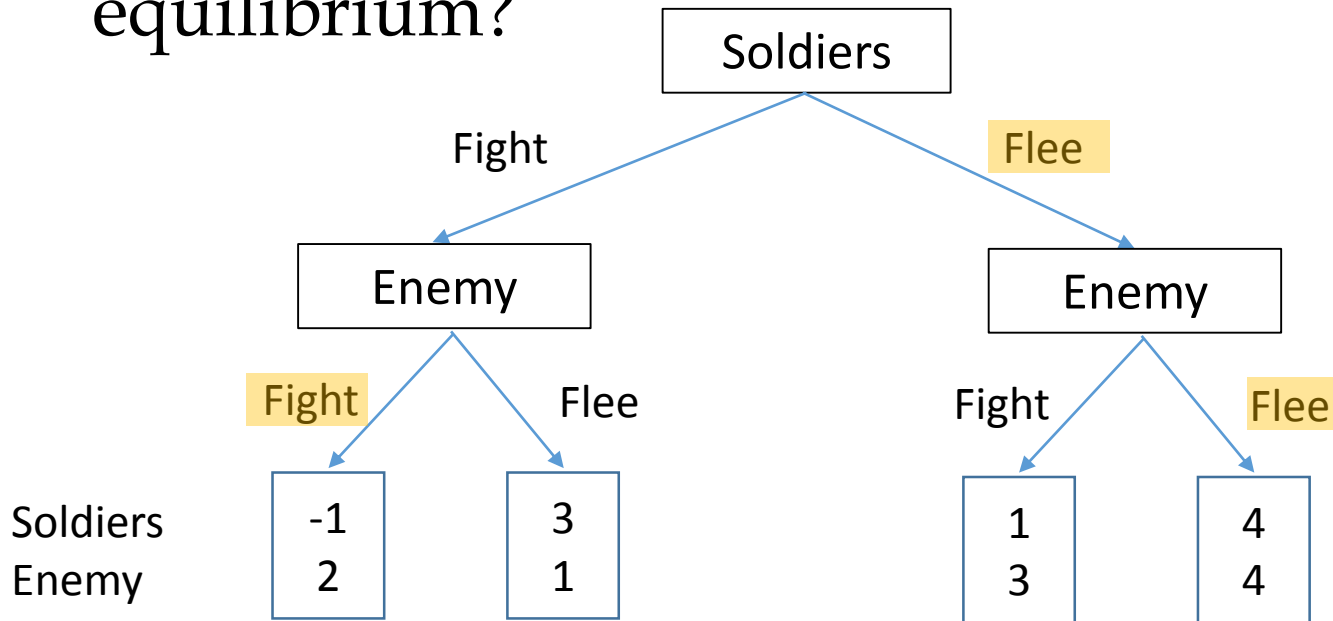 equilibrium?
Soldiers
Fight Flee
Enemy Enemy
Fight Flee Fight Flee
Soldiers -1 3 1 4
Enemy 2 1 3 4